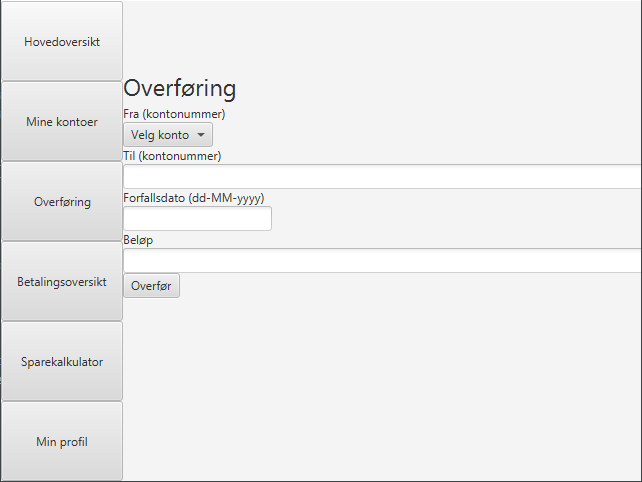 Hovedoversikt
Mine kontoer
Overføring
Betalingsoversikt
Sparekalkulator
Min profil
Overføring
Fra (kontonummer)
Velg konto
Til (kontonummer)
Forfallsdato (dd-MM-yyyy)
Beløp
Overfør